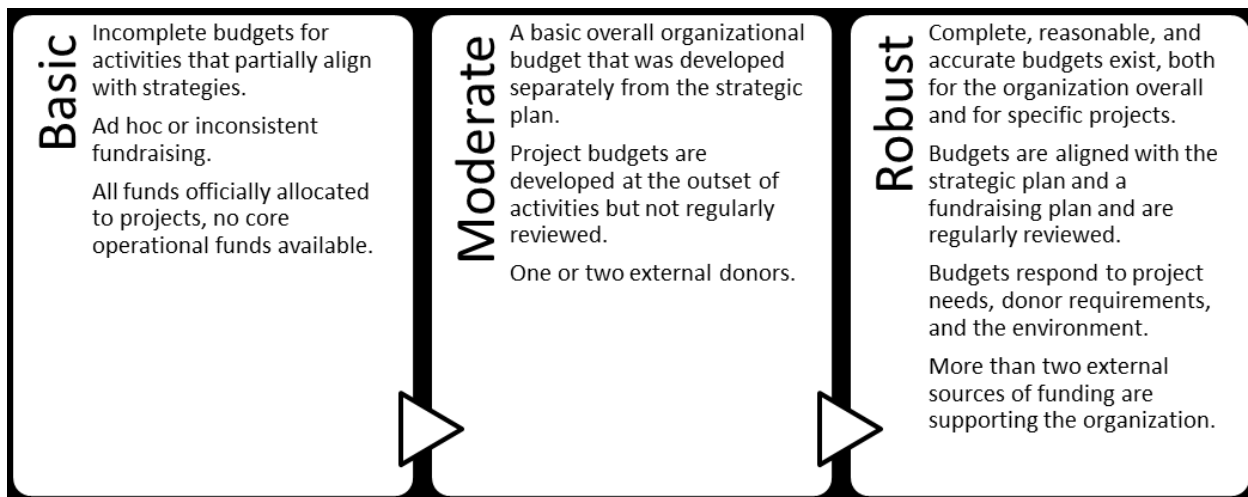 Basic
Incomplete budgets for
activities that partially align
with strategies.
Ad hoc or inconsistent
fundraising.
All funds officially allocated
to projects, no core
operational funds available.
Moderate
A basic overall organizational
budget that was developed
separately from the strategic
plan.
Project budgets are
developed at the outset of
activities but not regularly
reviewed.
One or two external donors.
Robust
Complete, reasonable, and
accurate budgets exist, both
for the organization overall
and for specific projects.
Budgets are aligned with the
strategic plan and a
fundraising plan and are
regularly reviewed.
Budgets respond to project
needs, donor requirements,
and the environment.
More than two external
sources of funding are
supporting the organization.